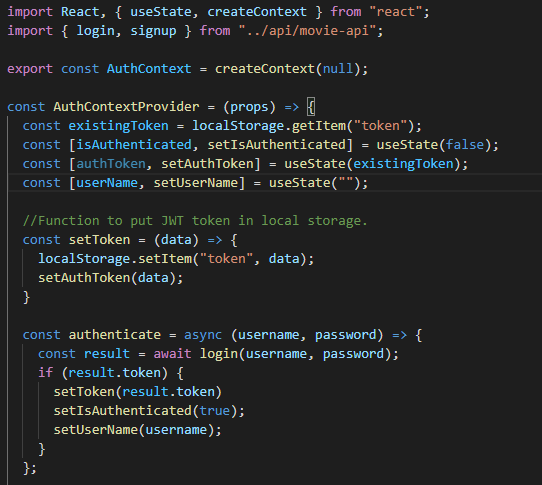 import React, { useState, createContext } from "react";
import { login, signup } from "../api/movie-api";

export const AuthContext = createContext(null);

const AuthContextProvider = (props) => {
  const existingToken = localStorage.getItem("token");
  const [isAuthenticated, setIsAuthenticated] = useState(false);
  const [authToken, setAuthToken] = useState(existingToken);
  const [userName, setUserName] = useState("");

  //Function to put JWT token in local storage.
  const setToken = (data) => {
    localStorage.setItem("token", data);
    setAuthToken(data);
  }

  const authenticate = async (username, password) => {
    const result = await login(username, password);
    if (result.token) {
      setToken(result.token)
      setIsAuthenticated(true);
      setUserName(username);
    }
  };